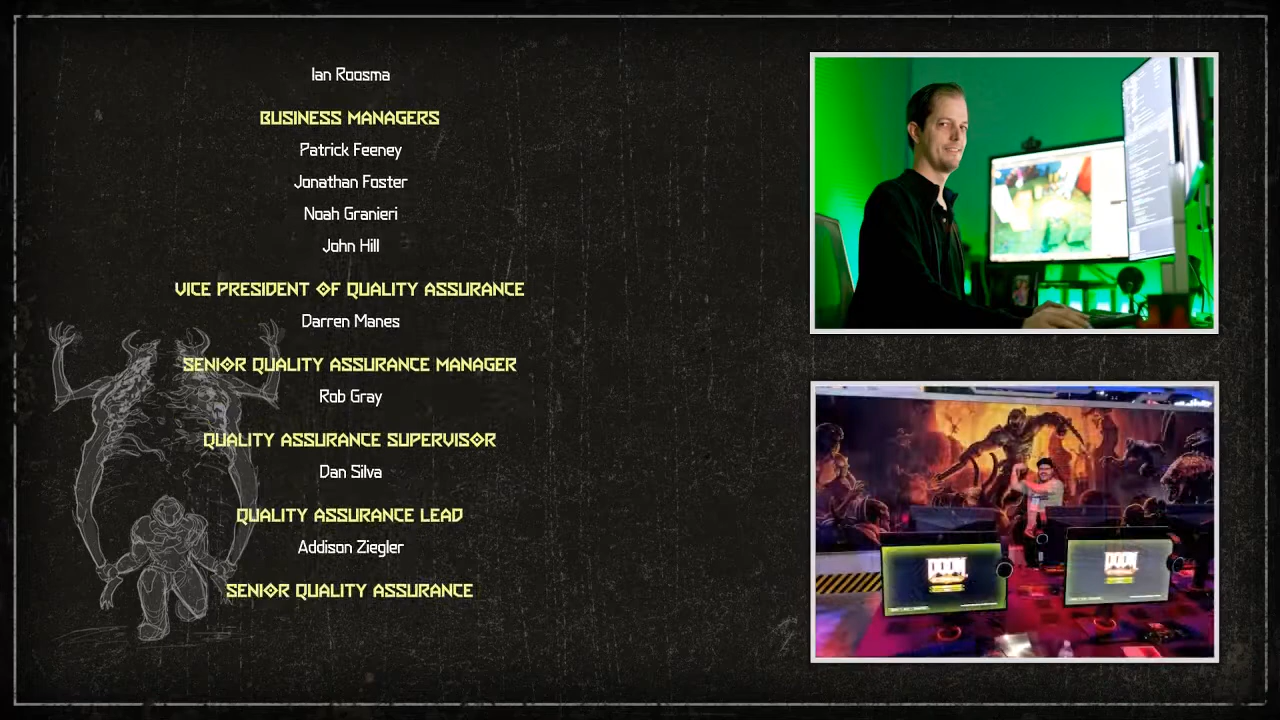 Ian Roosma
BUSINESS MANAGERS
Patrick Feeney
Jonathan Foster
Noah Granieri
John Hill
VICE PRESIDENT OF QUALITY ASSURANCE
Darren Manes
SENIOR QUALITY ASSURANCE MANAGER
Rob Gray
QUALITY ASSURANCE SUPERVISOR
Dan Silva
QUALITY ASSURANCE LEAD
Addison Ziegler
SENIOR QUALITY ASSURANCE
DOOM
DOOM